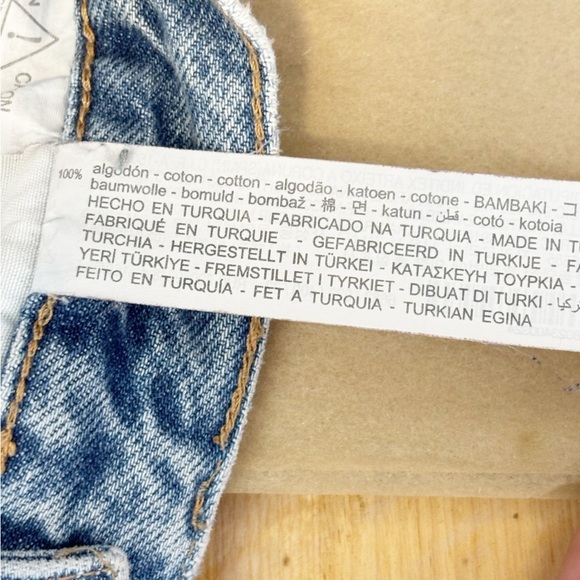 100% algodón - coton - cotton - algodão - katoen - cotone - ΒΑΜΒΑΚΙ -
baumwolle - bomuld - bombaž - 棉 - 면 - katun - قطن - cotó - kotoia
HECHO EN TURQUIA - FABRICADO NA TURQUIA - MADE IN
FABRIQUÉ EN TURQUIE - GEFABRICEERD IN TURKIJE -
TURCHIA - HERGESTELLT IN TÜRKEI - ΚΑΤΑΣΚΕΥΗ ΤΟΥΡΚΙΑ -
YERİ TÜRKİYE - FREMSTILLET I TYRKIET - DIBUAT DI TURKI -
FEITO EN TURQUÍA - FET A TURQUIA - TURKIAN EGINA